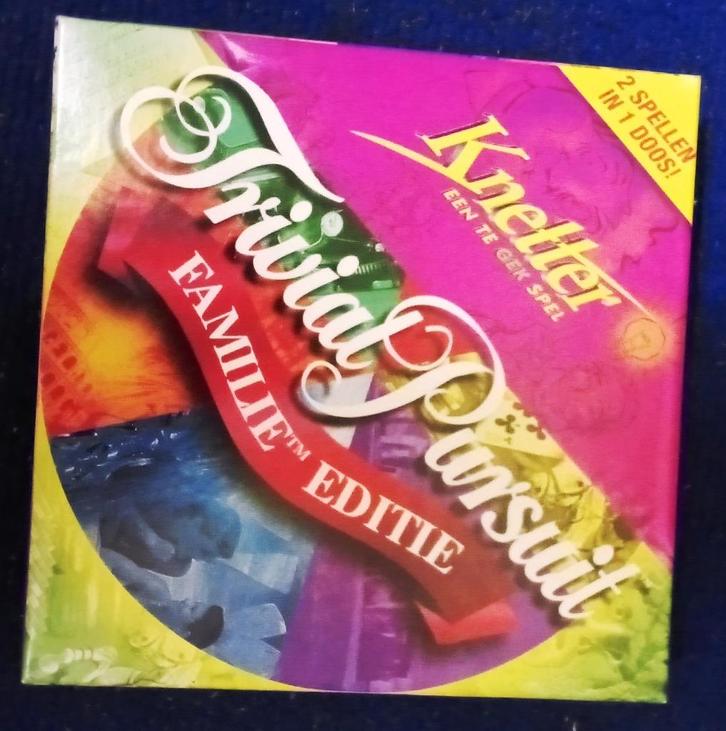 2 SPELLEN
IN 1 DOOS!
Knetter
EEN TE GEK SPEL
Trivial Pursuit
FAMILIE™ EDITIE